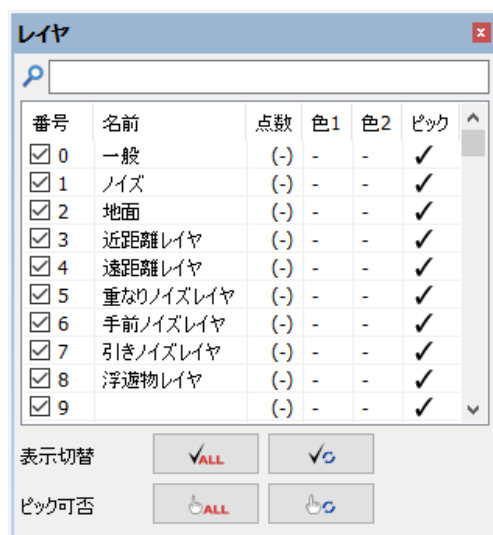 レイヤ
番号 名前 点数 色1 色2 ピック
0 一般 (-) - -
1 ノイズ (-) - -
2 地面 (-) - -
3 近距離レイヤ (-) - -
4 遠距離レイヤ (-) - -
5 重なりノイズレイヤ (-) - -
6 手前ノイズレイヤ (-) - -
7 引きノイズレイヤ (-) - -
8 浮遊物レイヤ (-) - -
9 (-) - -
表示切替 ALL
ピック可否 ALL